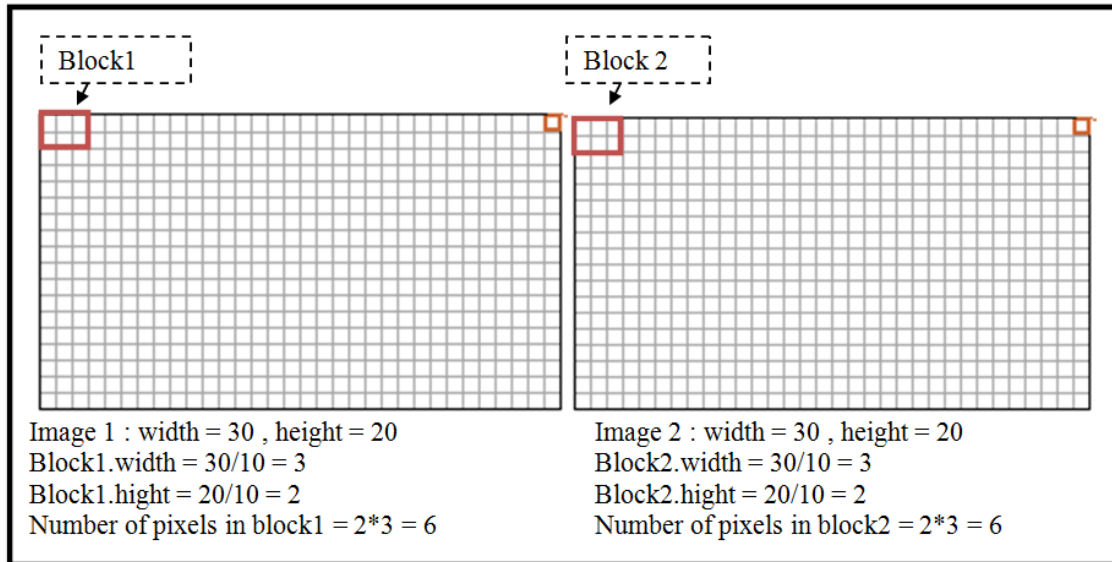 Block1
Block 2
Image 1 : width = 30 , height = 20
Block1.width = 30/10 = 3
Block1.hight = 20/10 = 2
Number of pixels in block1 = 2*3 = 6
Image 2 : width = 30 , height = 20
Block2.width = 30/10 = 3
Block2.hight = 20/10 = 2
Number of pixels in block2 = 2*3 = 6